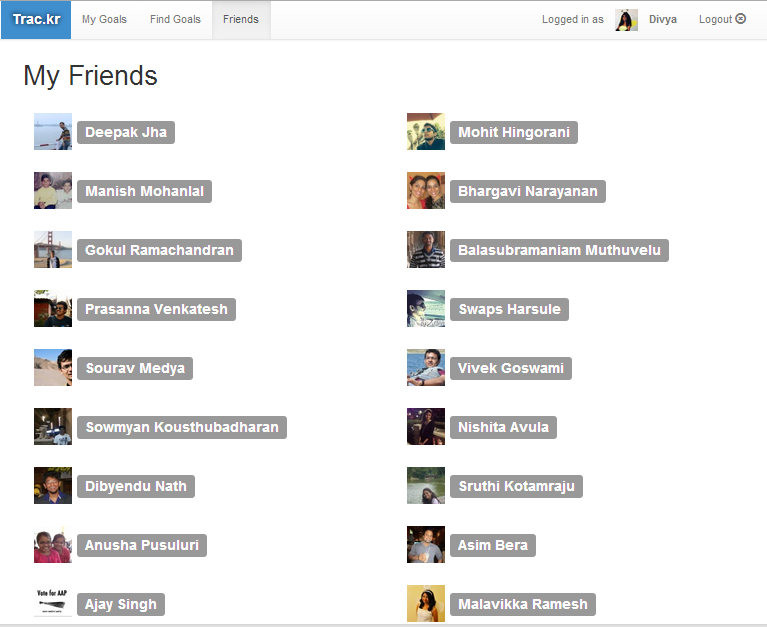 Trac.kr My Goals Find Goals Friends Logged in as Divya Logout
My Friends
Deepak Jha Mohit Hingorani
Manish Mohanlal Bhargavi Narayanan
Gokul Ramachandran Balasubramaniam Muthuvelu
Prasanna Venkatesh Swaps Harsule
Sourav Medya Vivek Goswami
Sowmyan Kousthubadharan Nishita Avula
Dibyendu Nath Sruthi Kotamraju
Anusha Pusuluri Asim Bera
Vote for AAP
Ajay Singh Malavikka Ramesh